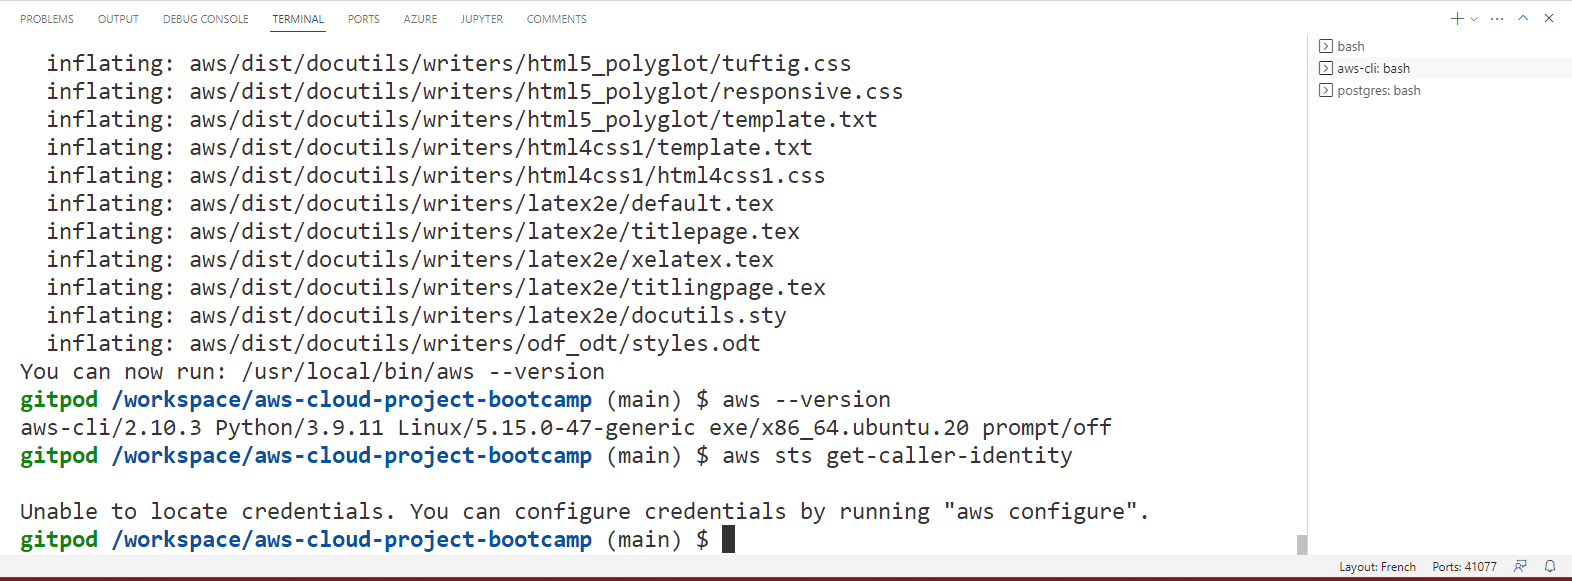 PROBLEMS OUTPUT DEBUG CONSOLE TERMINAL PORTS AZURE JUPYTER COMMENTS
inflating: aws/dist/docutils/writers/html5_polyglot/tuftig.css
inflating: aws/dist/docutils/writers/html5_polyglot/responsive.css
inflating: aws/dist/docutils/writers/html5_polyglot/template.txt
inflating: aws/dist/docutils/writers/html4css1/template.txt
inflating: aws/dist/docutils/writers/html4css1/html4css1.css
inflating: aws/dist/docutils/writers/latex2e/default.tex
inflating: aws/dist/docutils/writers/latex2e/titlepage.tex
inflating: aws/dist/docutils/writers/latex2e/xelatex.tex
inflating: aws/dist/docutils/writers/latex2e/titlingpage.tex
inflating: aws/dist/docutils/writers/latex2e/docutils.sty
inflating: aws/dist/docutils/writers/odf_odt/styles.odt
You can now run: /usr/local/bin/aws --version
gitpod /workspace/aws-cloud-project-bootcamp (main) $ aws --version
aws-cli/2.10.3 Python/3.9.11 Linux/5.15.0-47-generic exe/x86_64.ubuntu.20 prompt/off
gitpod /workspace/aws-cloud-project-bootcamp (main) $ aws sts get-caller-identity
Unable to locate credentials. You can configure credentials by running "aws configure".
gitpod /workspace/aws-cloud-project-bootcamp (main) $
bash
aws-cli: bash
postgres: bash
Layout: French Ports: 41077